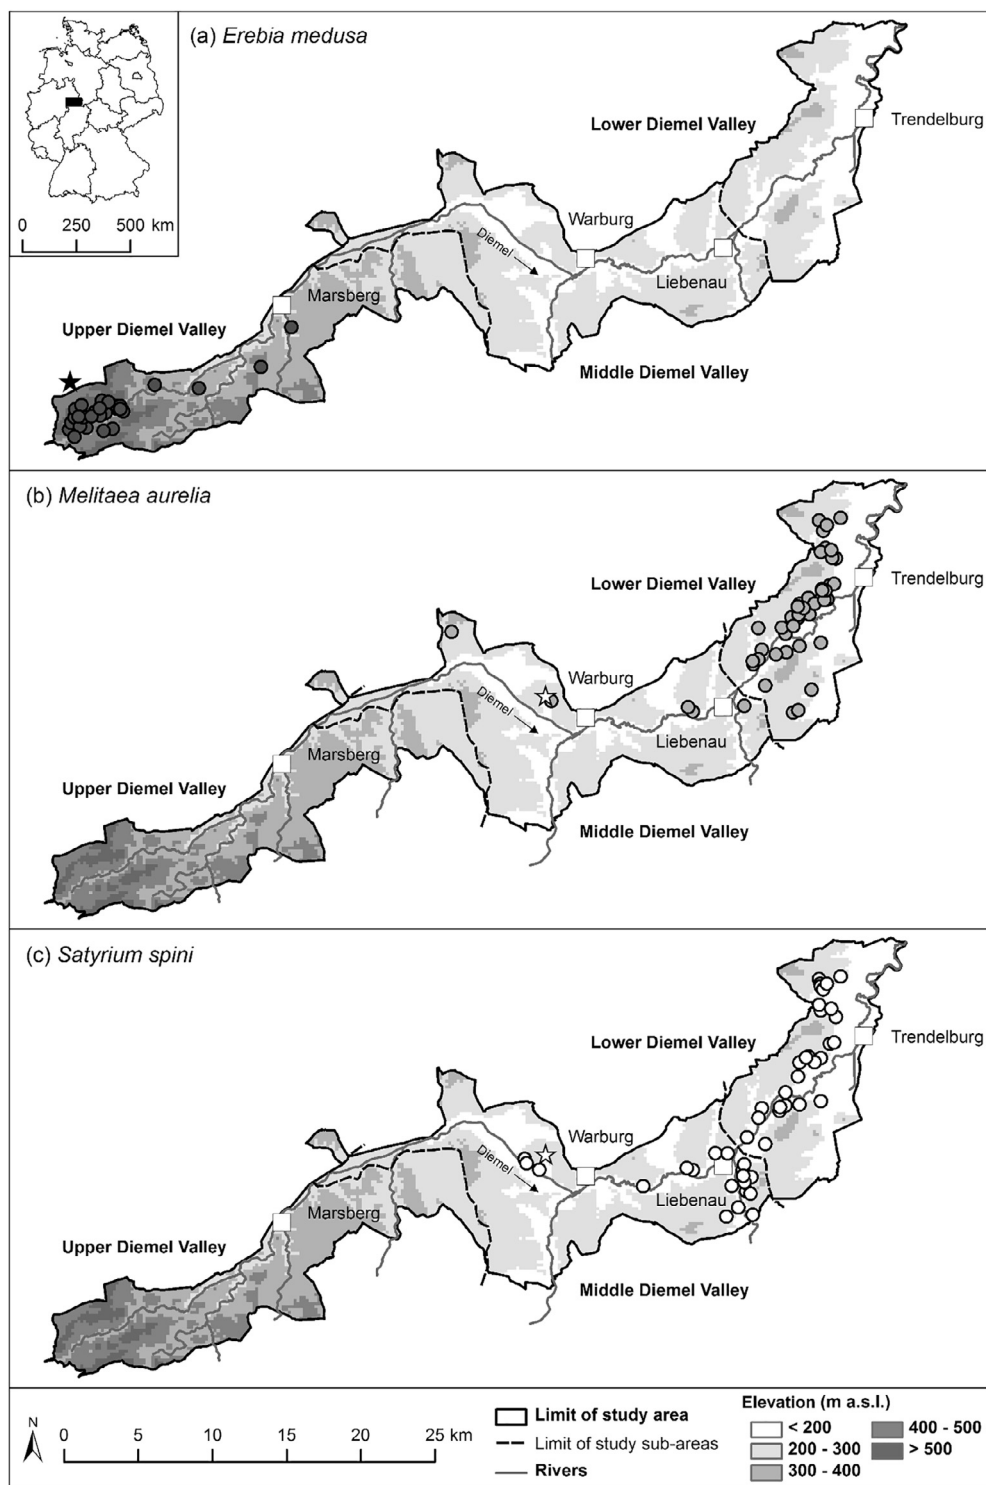 (a) Erebia medusa
0 250 500 km
Lower Diemel Valley
Trendelburg
Warburg
Diemel
Liebenau
Marsberg
Upper Diemel Valley
Middle Diemel Valley
(b) Melitaea aurelia
Lower Diemel Valley
Trendelburg
Warburg
Diemel
Liebenau
Marsberg
Upper Diemel Valley
Middle Diemel Valley
(c) Satyrium spini
Lower Diemel Valley
Trendelburg
Warburg
Diemel
Liebenau
Marsberg
Upper Diemel Valley
Middle Diemel Valley
N
0 5 10 15 20 25 km
Limit of study area
Limit of study sub-areas
Rivers
Elevation (m a.s.l.)
< 200
200 - 300
300 - 400
400 - 500
> 500